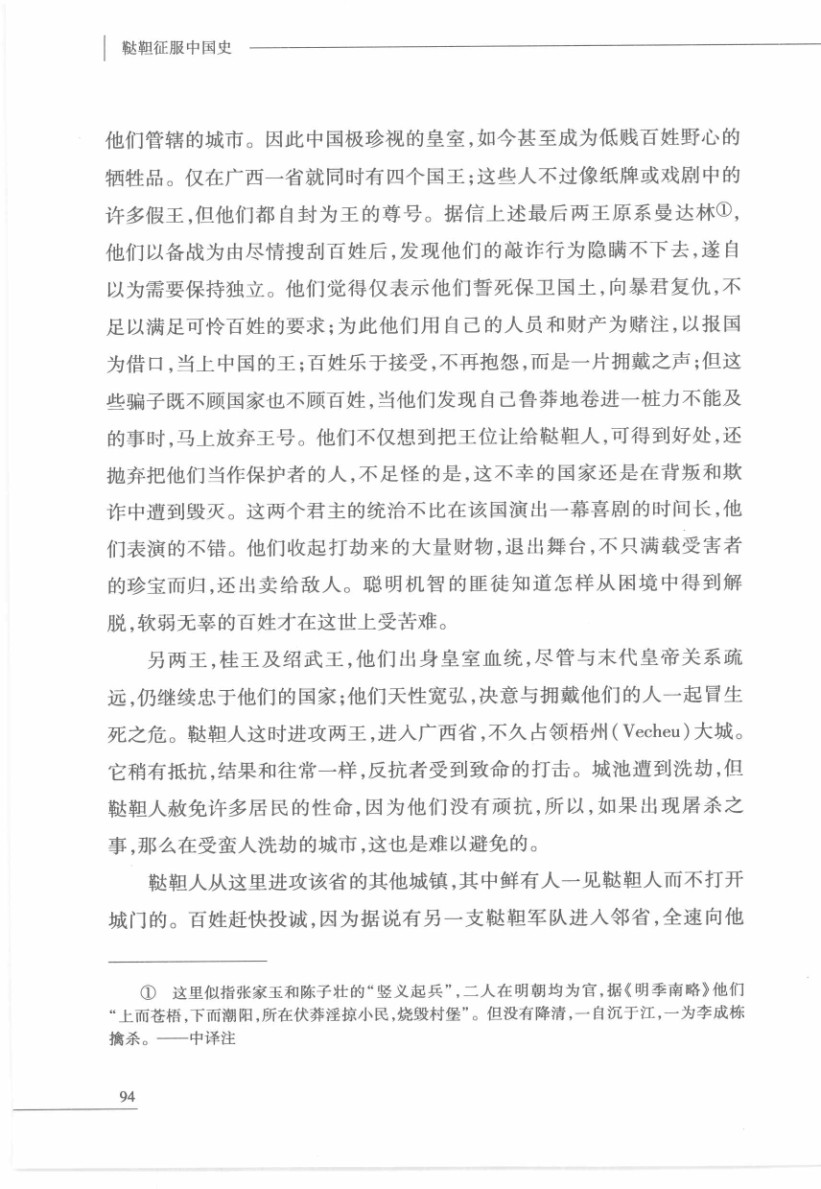 鞑靼征服中国史
他们管辖的城市。因此中国极珍视的皇室,如今甚至成为低贱百姓野心的
牺牲品。仅在广西一省就同时有四个国王;这些人不过像纸牌或戏剧中的
许多假王,但他们都自封为王的尊号。据信上述最后两王原系曼达林①,
他们以备战为由尽情搜刮百姓后,发现他们的敲诈行为隐瞒不下去,遂自
以为需要保持独立。他们觉得仅表示他们誓死保卫国土,向暴君复仇,不
足以满足可怜百姓的要求;为此他们用自己的人员和财产为赌注,以报国
为借口,当上中国的王;百姓乐于接受,不再抱怨,而是一片拥戴之声;但这
些骗子既不顾国家也不顾百姓,当他们发现自己鲁莽地卷进一桩力不能及
的事时,马上放弃王号。他们不仅想到把王位让给鞑靼人,可得到好处,还
抛弃把他们当作保护者的人,不足怪的是,这不幸的国家还是在背叛和欺
诈中遭到毁灭。这两个君主的统治不比在该国演出一幕喜剧的时间长,他
们表演的不错。他们收起打劫来的大量财物,退出舞台,不只满载受害者
的珍宝而归,还出卖给敌人。聪明机智的匪徒知道怎样从困境中得到解
脱,软弱无辜的百姓才在这世上受苦难。
另两王,桂王及绍武王,他们出身皇室血统,尽管与末代皇帝关系疏
远,仍继续忠于他们的国家;他们天性宽弘,决意与拥戴他们的人一起冒生
死之危。鞑靼人这时进攻两王,进入广西省,不久占领梧州(Vecheu)大城。
它稍有抵抗,结果和往常一样,反抗者受到致命的打击。城池遭到洗劫,但
鞑靼人赦免许多居民的性命,因为他们没有顽抗,所以,如果出现屠杀之
事,那么在受蛮人洗劫的城市,这也是难以避免的。
鞑靼人从这里进攻该省的其他城镇,其中鲜有人一见鞑靼人而不打开
城门的。百姓赶快投诚,因为据说有另一支鞑靼军队进入邻省,全速向他
① 这里似指张家玉和陈子壮的“竖义起兵”,二人在明朝均为官,据《明季南略》他们
“上而苍梧,下而潮阳,所在伏莽淫掠小民,烧毁村堡”。但没有降清,一自沉于江,一为李成栋
擒杀。——中译注
94